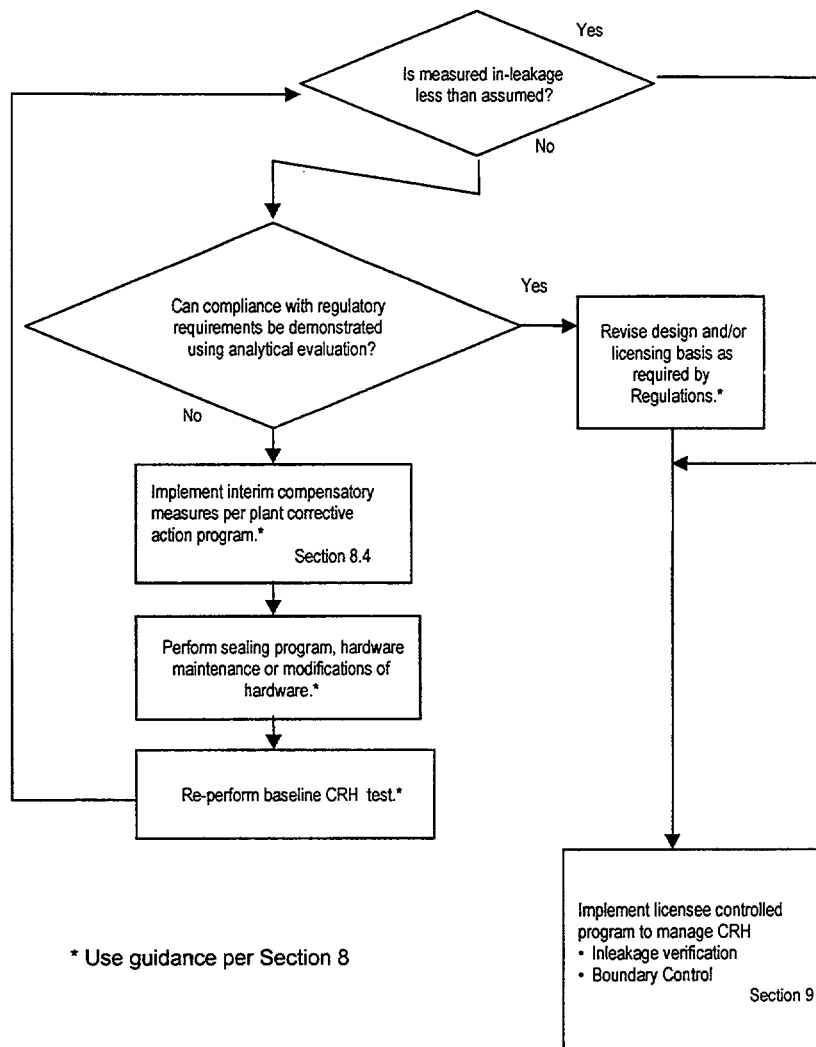 Yes
Is measured in-leakage
less than assumed?
No
Can compliance with regulatory
requirements be demonstrated
using analytical evaluation?
Yes
No
Revise design and/or
licensing basis as
required by
Regulations.*
Implement interim compensatory
measures per plant corrective
action program.*
Section 8.4
Perform sealing program, hardware
maintenance or modifications of
hardware.*
Re-perform baseline CRH test.*
* Use guidance per Section 8
Implement licensee controlled
program to manage CRH
• Inleakage verification
• Boundary Control
Section 9